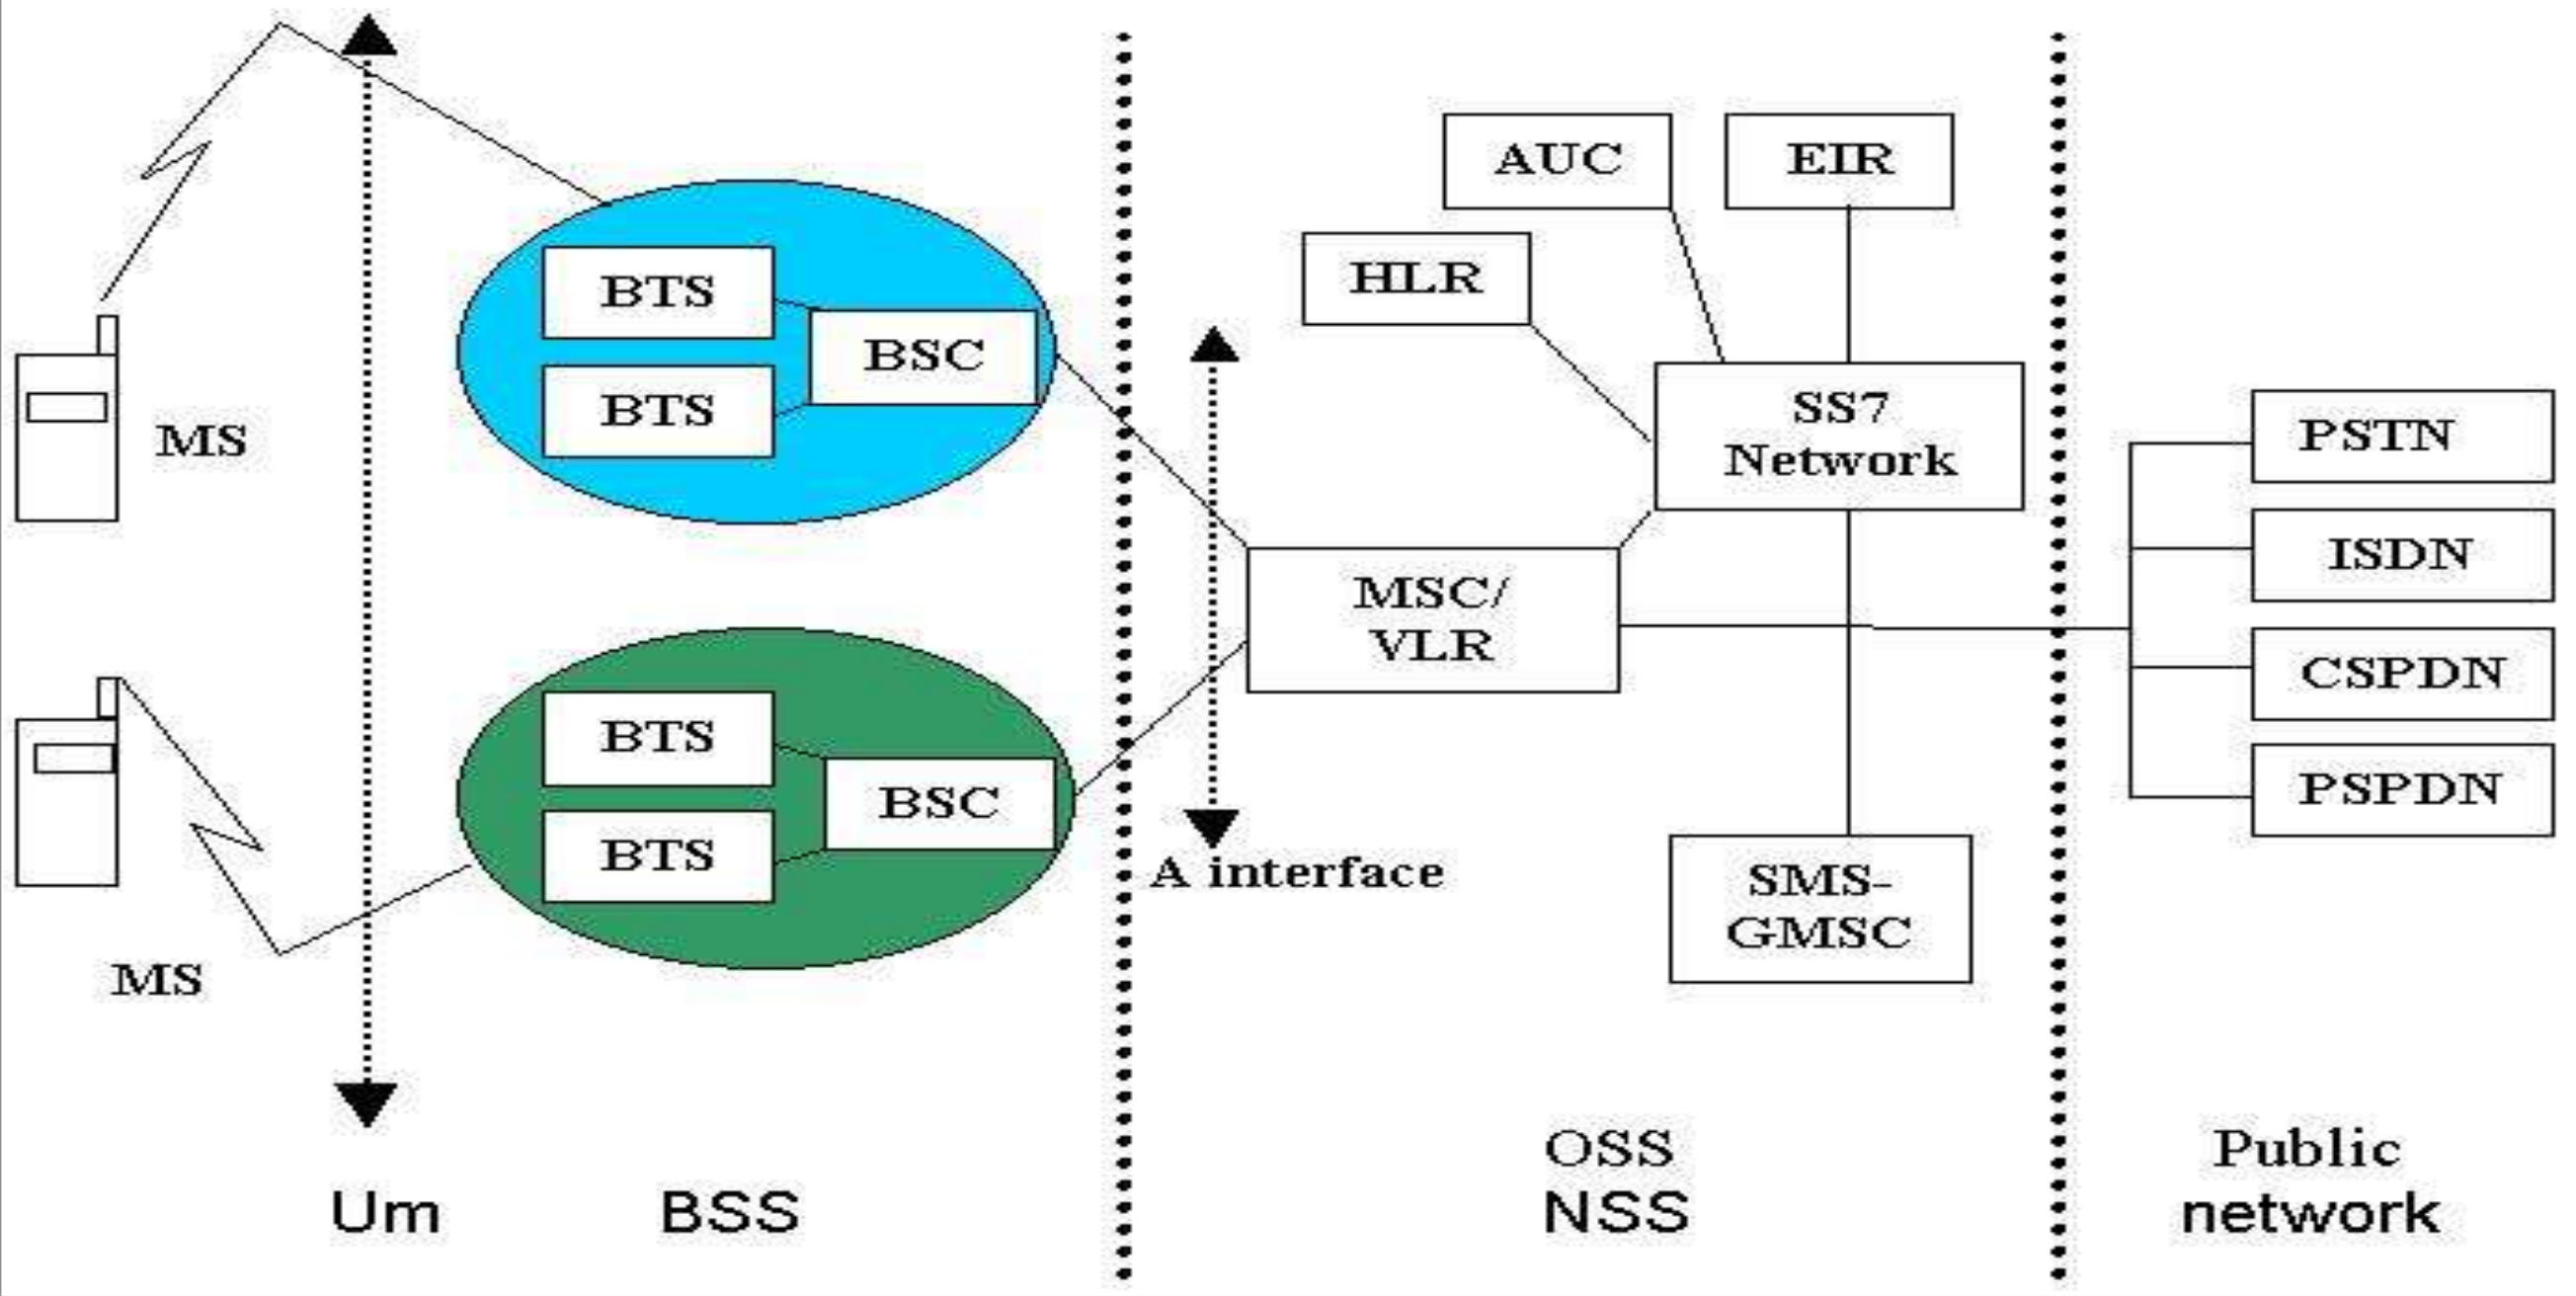 AUC
EIR
HLR
BTS
BSC
BTS
SS7
Network
MS
PSTN
ISDN
MSC/
VLR
CSPDN
BTS
BSC
PSPDN
BTS
A interface
SMS-
GMSC
MS
OSS
Public
Um
BSS
NSS
network